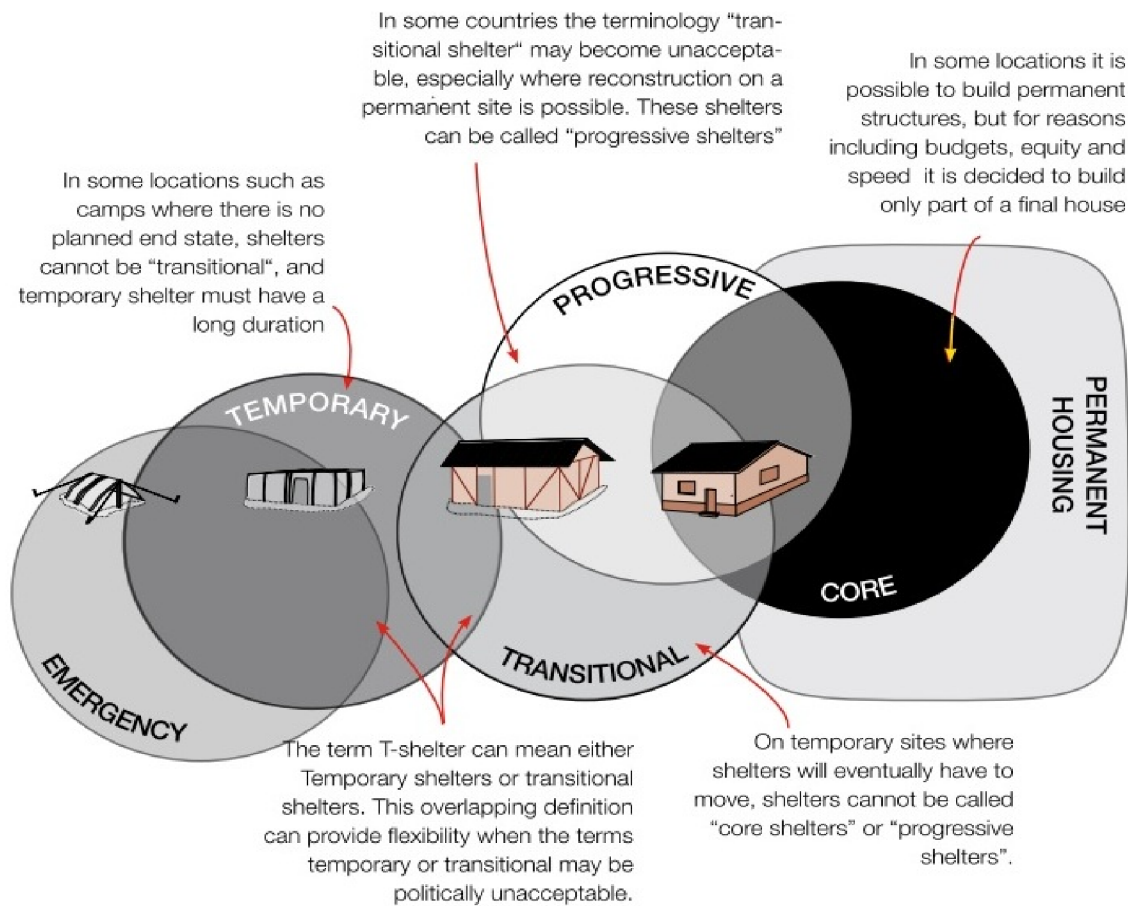 In some countries the terminology “tran-
sitional shelter“ may become unaccepta-
ble, especially where reconstruction on a
permanent site is possible. These shelters
can be called “progressive shelters”
In some locations it is
possible to build permanent
structures, but for reasons
including budgets, equity and
speed it is decided to build
only part of a final house
In some locations such as
camps where there is no
planned end state, shelters
cannot be “transitional“, and
temporary shelter must have a
long duration
PROGRESSIVE
TEMPORARY
PERMANENT
HOUSING
CORE
TRANSITIONAL
EMERGENCY
The term T-shelter can mean either
Temporary shelters or transitional
shelters. This overlapping definition
can provide flexibility when the terms
temporary or transitional may be
politically unacceptable.
On temporary sites where
shelters will eventually have to
move, shelters cannot be called
“core shelters” or “progressive
shelters”.